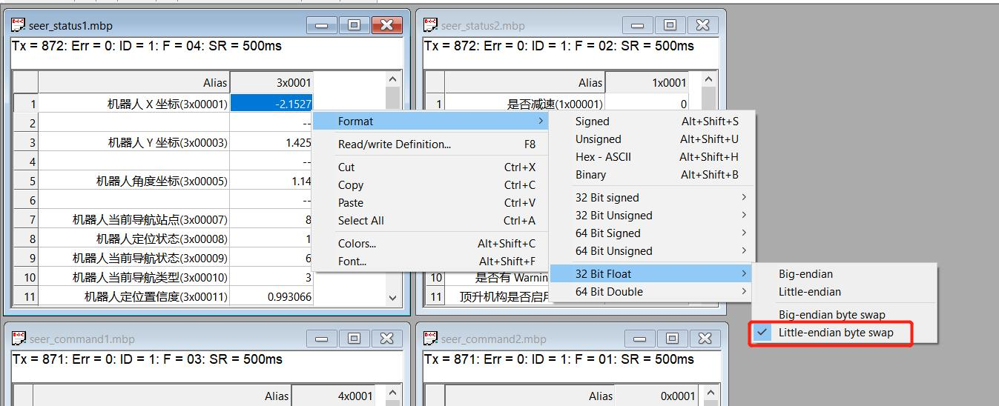 seer_status1.mbp
Tx = 872: Err = 0: ID = 1: F = 04: SR = 500ms
Alias 3x0001
1 机器人 X 坐标(3x00001) -2.1527
2 --
3 机器人 Y 坐标(3x00003) 1.425
4 --
5 机器人角度坐标(3x00005) 1.14
6 --
7 机器人当前导航站点(3x00007) 8
8 机器人定位状态(3x00008) 1
9 机器人当前导航状态(3x00009) 6
10 机器人当前导航类型(3x00010) 3
11 机器人定位置信度(3x00011) 0.993066
seer_status2.mbp
Tx = 872: Err = 0: ID = 1: F = 02: SR = 500ms
Alias 1x0001
1 是否减速(1x00001) 0
10 是否有 Warnin
11 顶升机构是否启用
Format >
Read/write Definition... F8
Cut Ctrl+X
Copy Ctrl+C
Paste Ctrl+V
Select All Ctrl+A
Colors... Alt+Shift+C
Font... Alt+Shift+F
Signed Alt+Shift+S
Unsigned Alt+Shift+U
Hex - ASCII Alt+Shift+H
Binary Alt+Shift+B
32 Bit signed >
32 Bit Unsigned >
64 Bit Signed >
64 Bit Unsigned >
32 Bit Float >
64 Bit Double >
Big-endian
Little-endian
Big-endian byte swap
Little-endian byte swap
seer_command1.mbp
Tx = 871: Err = 0: ID = 1: F = 03: SR = 500ms
Alias 4x0001
seer_command2.mbp
Tx = 871: Err = 0: ID = 1: F = 01: SR = 500ms
Alias 0x0001